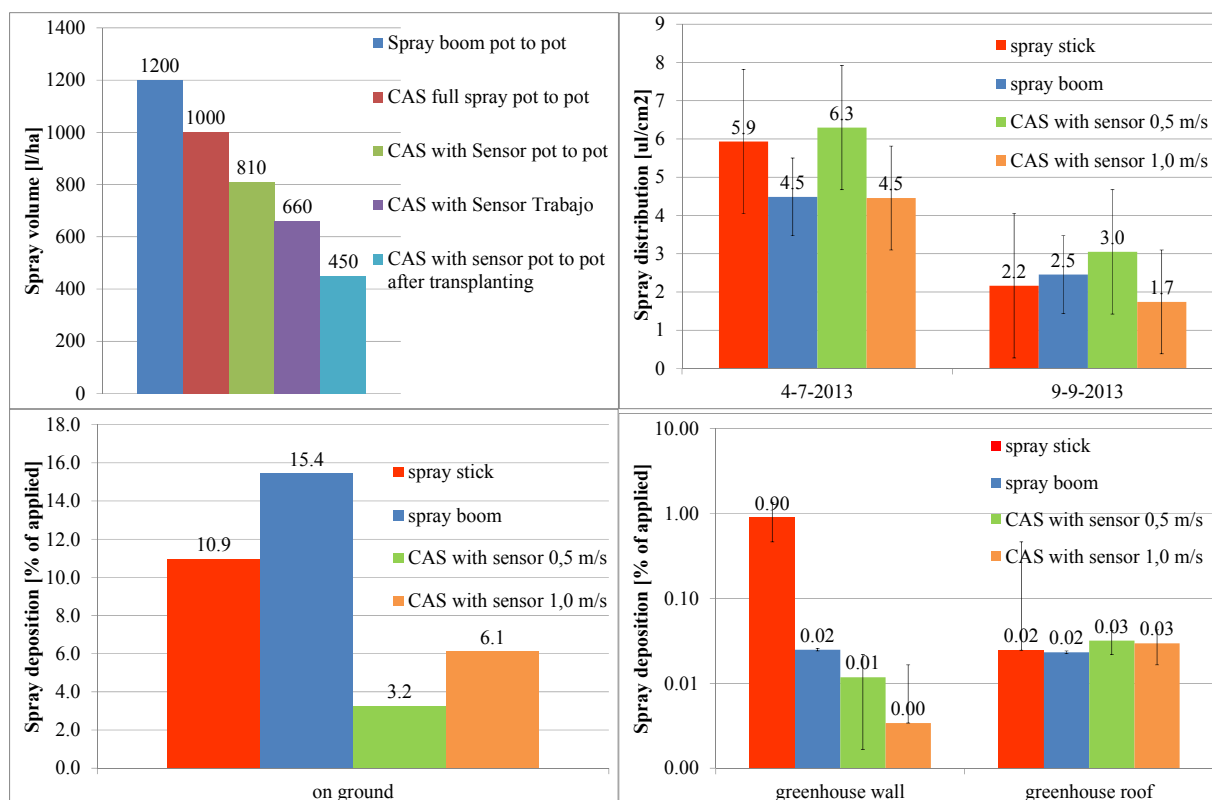 Spray volume [l/ha]
1400
1200
1000
800
600
400
200
0
1200
1000
810
660
450
Spray boom pot to pot
CAS full spray pot to pot
CAS with Sensor pot to pot
CAS with Sensor Trabajo
CAS with sensor pot to pot
after transplanting
Spray distribution [ul/cm2]
9
8
7
6
5
4
3
2
1
0
5.9
4.5
6.3
4.5
2.2
2.5
3.0
1.7
spray stick
spray boom
CAS with sensor 0,5 m/s
CAS with sensor 1,0 m/s
4-7-2013
9-9-2013
Spray deposition [% of applied]
18.0
16.0
14.0
12.0
10.0
8.0
6.0
4.0
2.0
0.0
10.9
15.4
3.2
6.1
spray stick
spray boom
CAS with sensor 0,5 m/s
CAS with sensor 1,0 m/s
on ground
Spray deposition [% of applied]
10.00
1.00
0.10
0.01
0.00
0.90
0.02
0.01
0.00
0.02
0.02
0.03
0.03
spray stick
spray boom
CAS with sensor 0,5 m/s
CAS with sensor 1,0 m/s
greenhouse wall
greenhouse roof